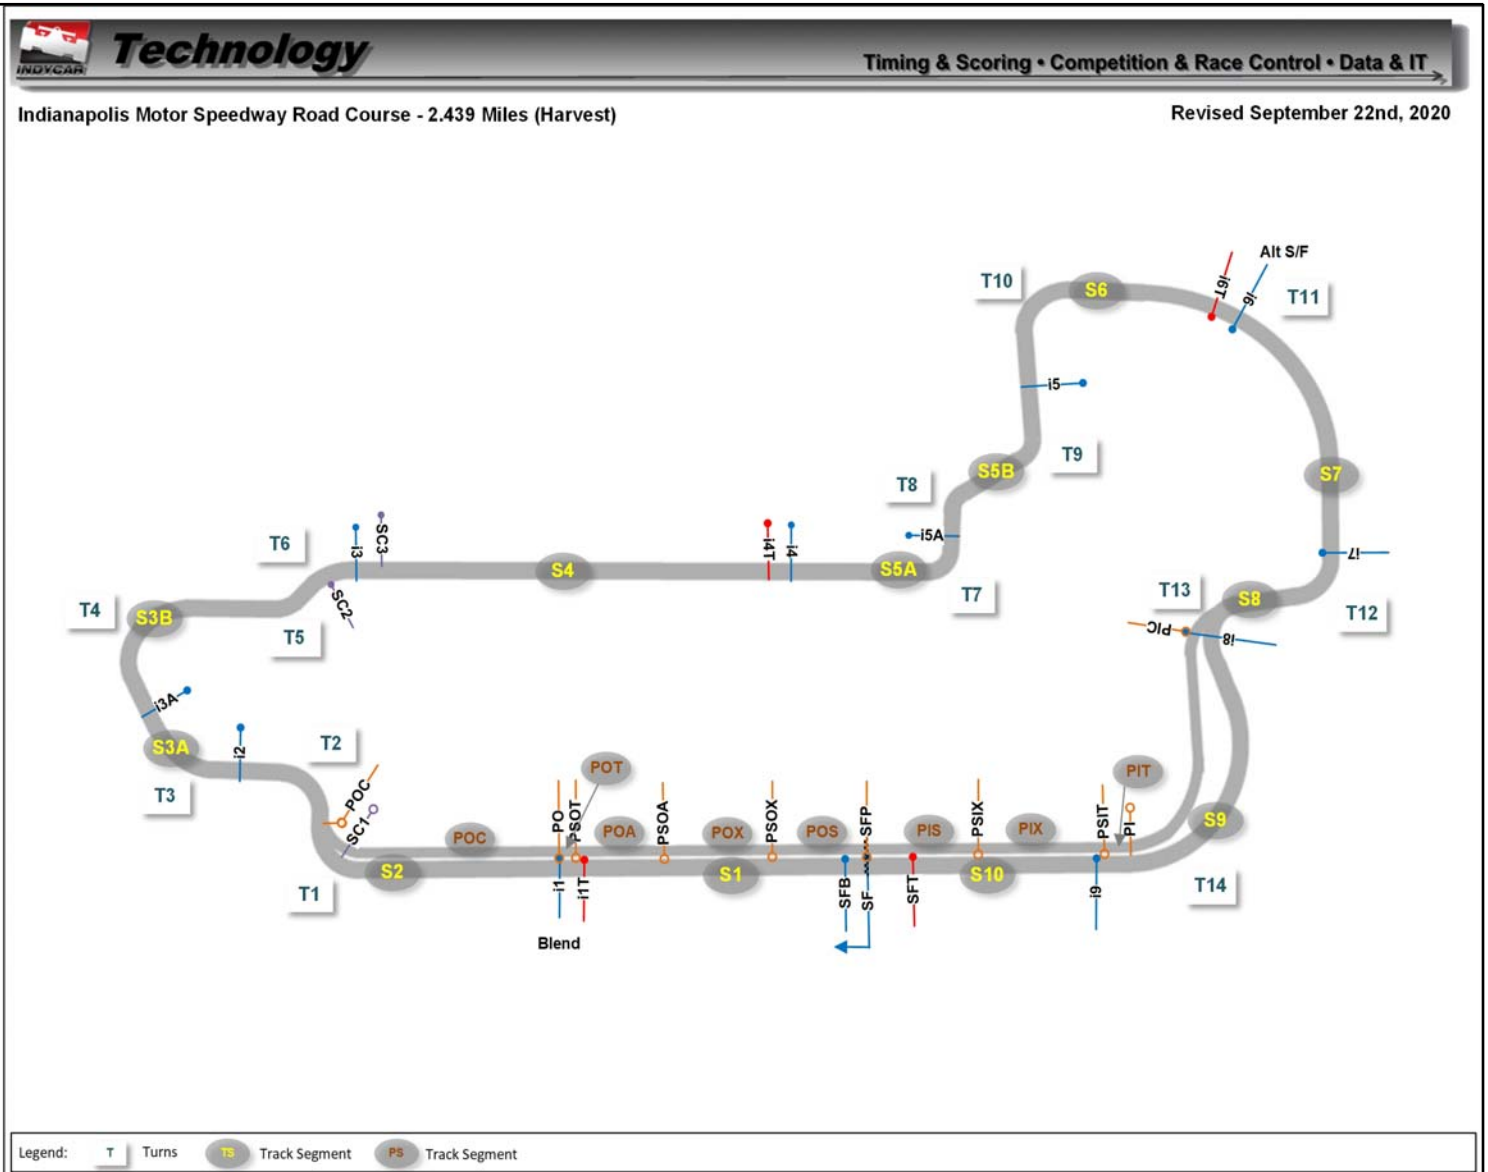 INDYCAR
Technology
Timing & Scoring • Competition & Race Control • Data & IT
Indianapolis Motor Speedway Road Course - 2.439 Miles (Harvest)
Revised September 22nd, 2020
Alt S/F
T10
S6
i6T
i6
T11
i5
T9
S5B
T8
S7
i5A
SC3
i3
T6
i4T
i4
S4
S5A
i7
T7
T13
S8
T12
SC2
T4
S3B
T5
PIC
i8
i3A
S3A
i2
T2
T3
POC
SC1
POT
PIT
PO
PSOT
PSOA
PSOX
SFP
PSIX
PSIT
PI
POC
POA
POX
POS
PIS
PIX
S9
S2
S1
S10
T1
T14
i1
i1T
SFB
SF
SFT
i9
Blend
Legend:
T
Turns
TS
Track Segment
PS
Track Segment